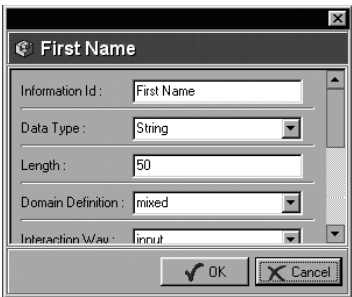 First Name
Information Id : First Name
Data Type : String
Length : 50
Domain Definition : mixed
Interaction Way : input
OK Cancel